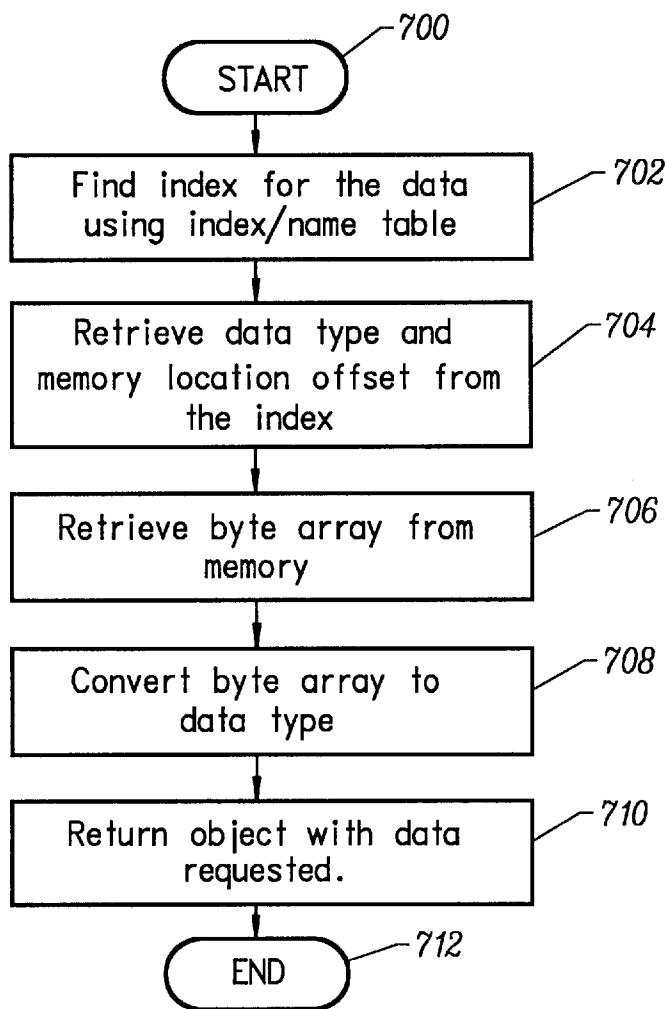 700
START
702
Find index for the data
using index/name table
704
Retrieve data type and
memory location offset from
the index
706
Retrieve byte array from
memory
708
Convert byte array to
data type
710
Return object with data
requested.
712
END